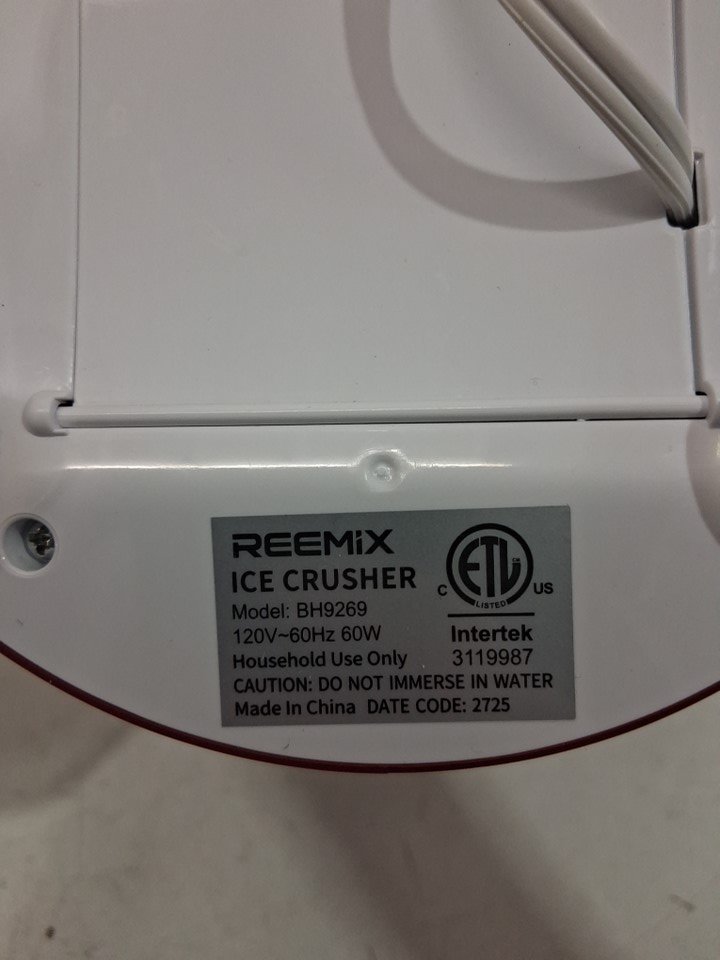 REEMiX
ICE CRUSHER
Model: BH9269
120V~60Hz 60W
Household Use Only
ETL
CM
C US
LISTED
Intertek
3119987
CAUTION: DO NOT IMMERSE IN WATER
Made In China DATE CODE: 2725